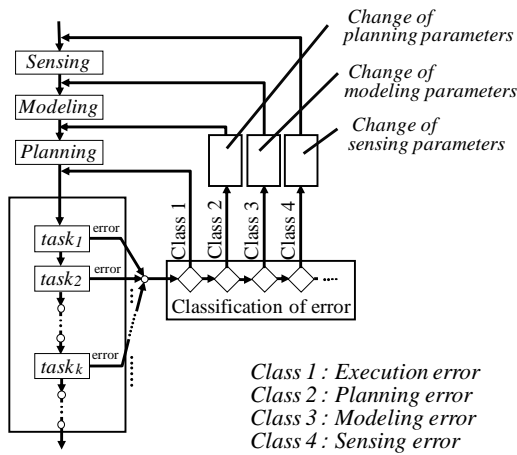 Change of
planning parameters
Sensing
Change of
modeling parameters
Modeling
Change of
sensing parameters
Planning
Class 1
Class 2
Class 3
Class 4
task1
error
task2
error
Classification of error
taskk
error
Class 1 : Execution error
Class 2 : Planning error
Class 3 : Modeling error
Class 4 : Sensing error